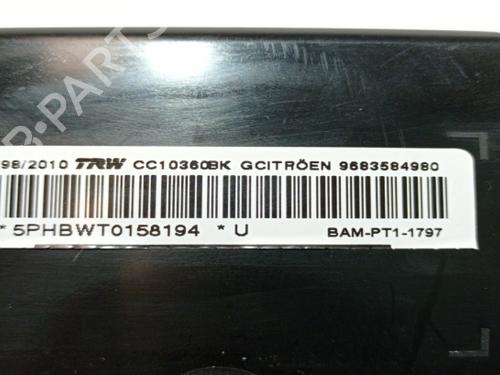 B-PARTS
98/2010 TRW CC10360BK GCITRÖEN 9683584980
* 5PHBWT0158194 * U BAM-PT1-1797